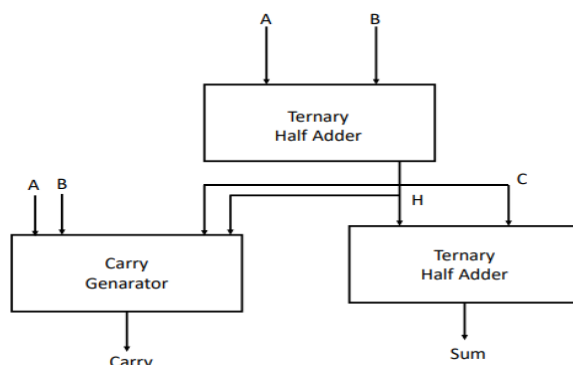 A B
Ternary
Half Adder
A B
C
H
Carry
Genarator
Ternary
Half Adder
Carry
Sum